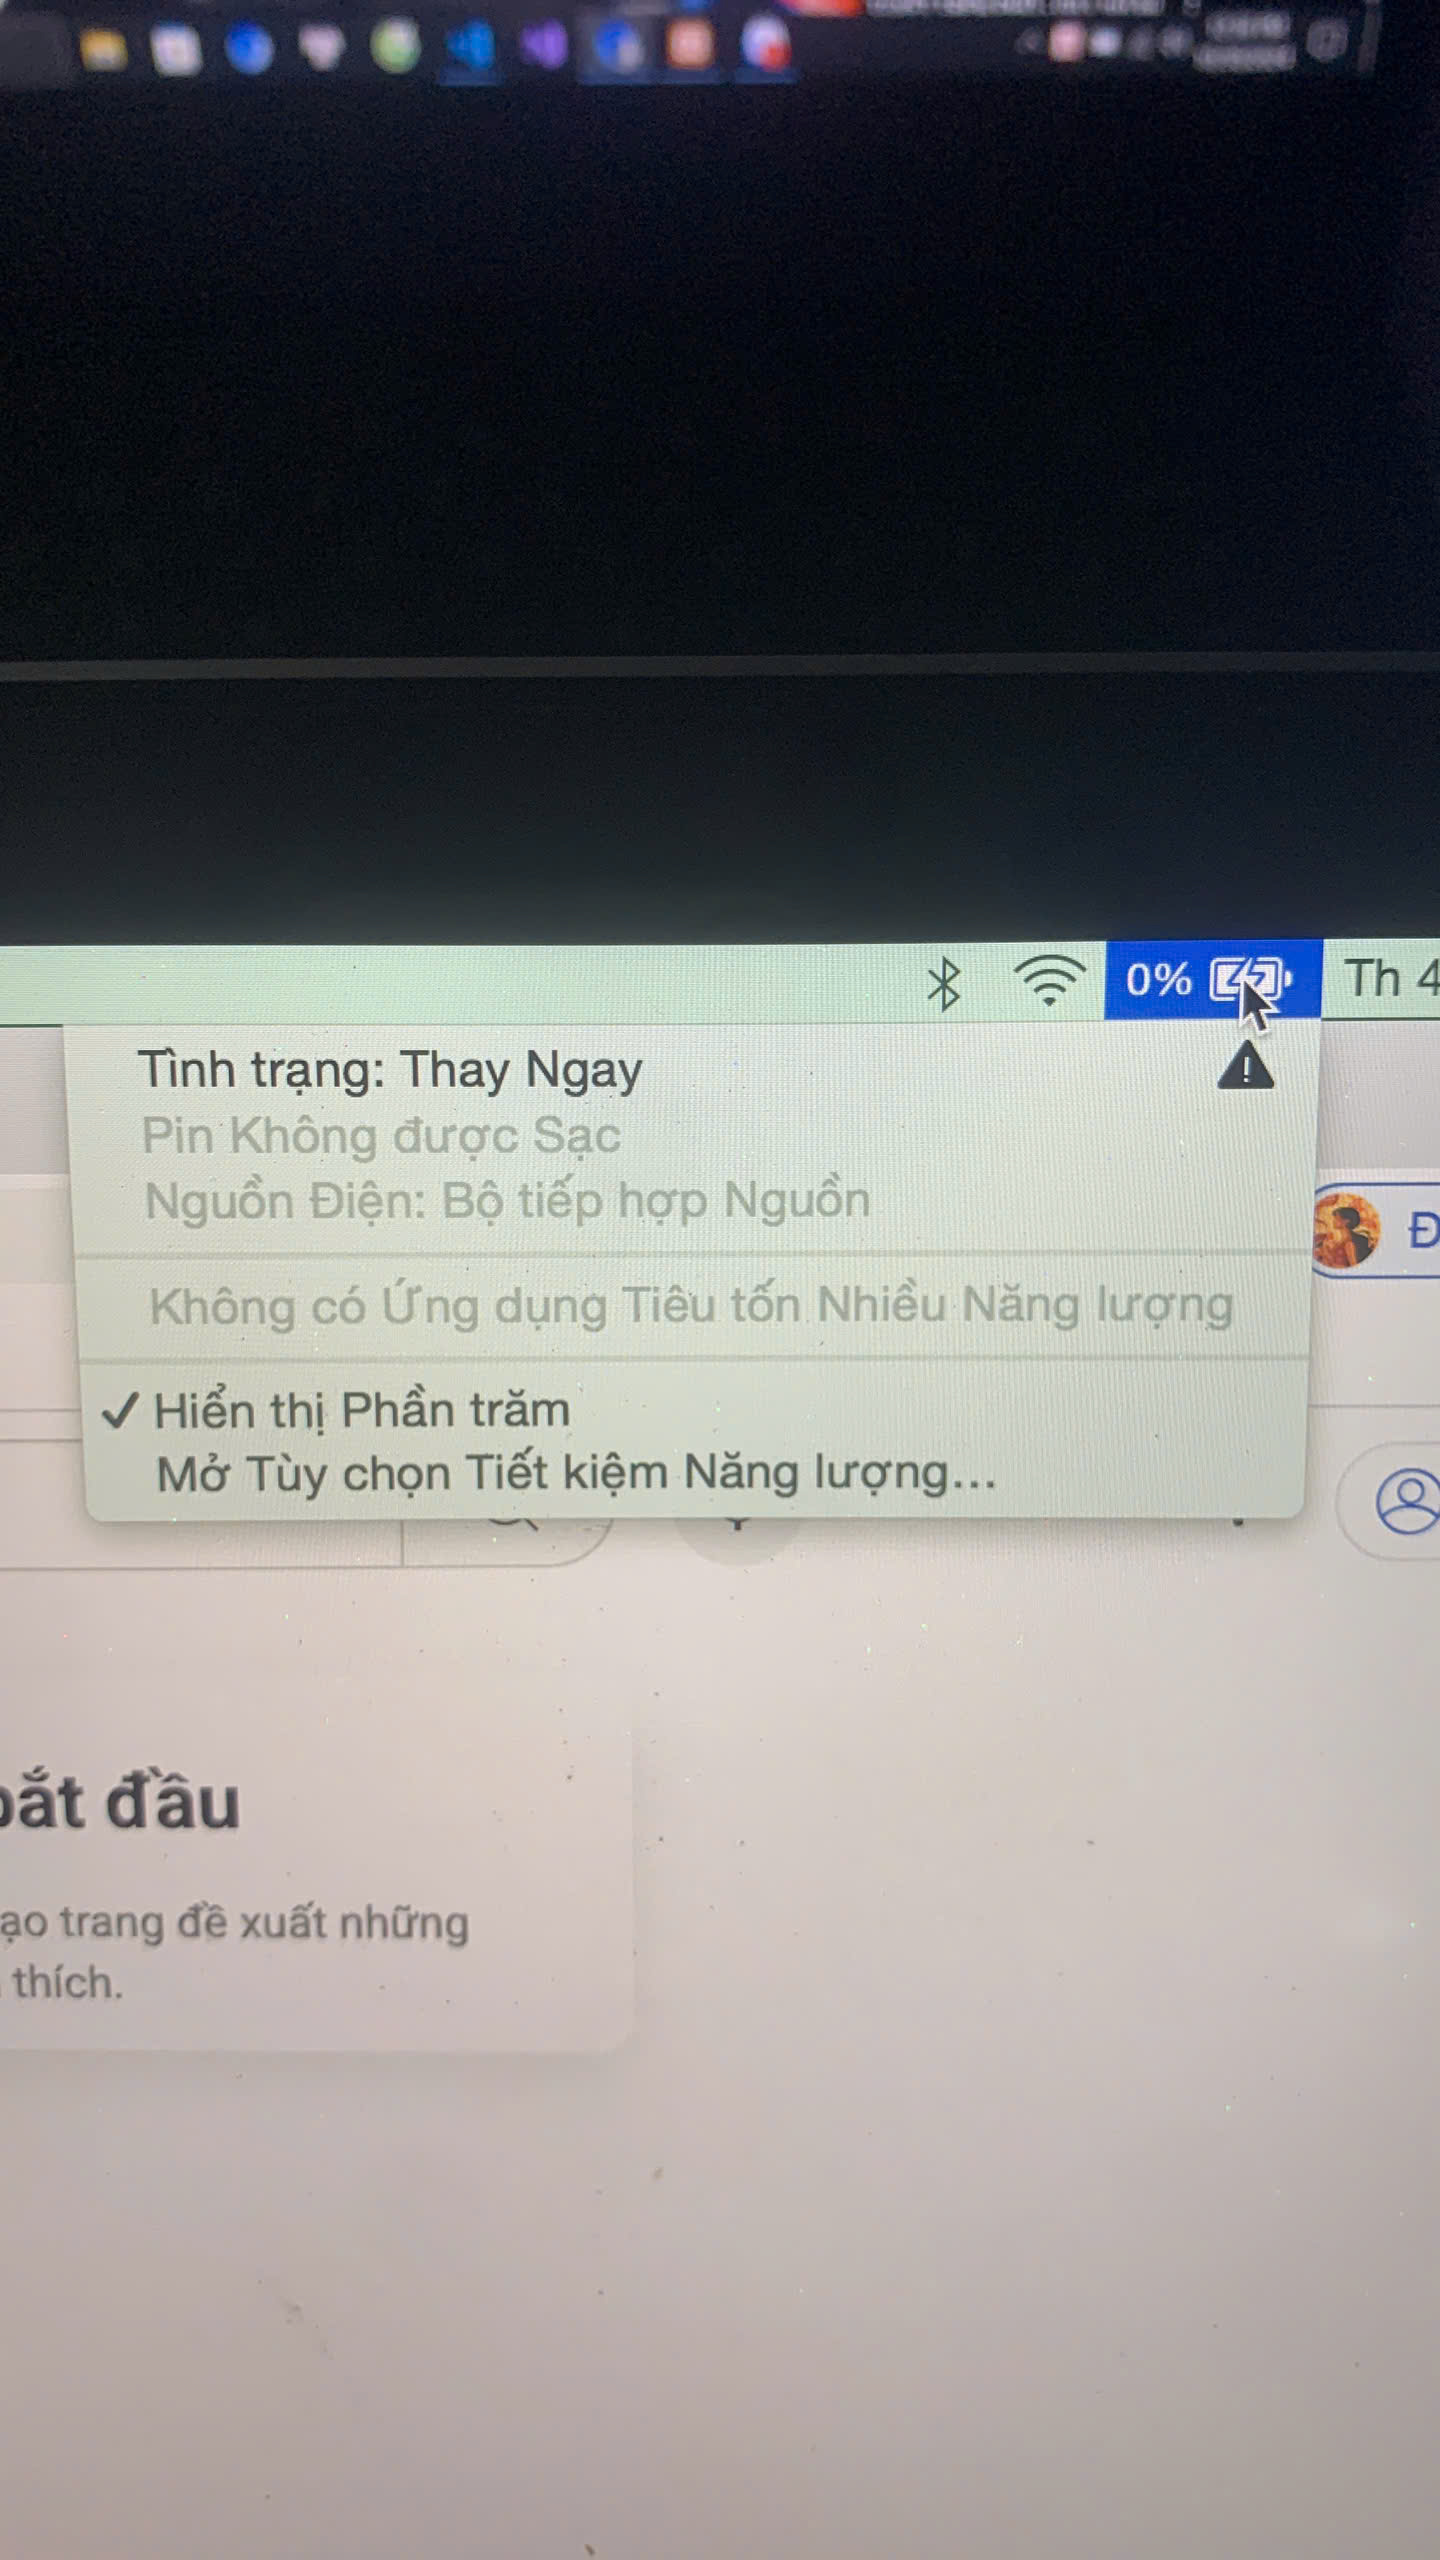 0%
Th 4
Tình trạng: Thay Ngay
Pin Không được Sạc
Nguồn Điện: Bộ tiếp hợp Nguồn
Đ
Không có Ứng dụng Tiêu tốn Nhiều Năng lượng
✓ Hiển thị Phần trăm
Mở Tùy chọn Tiết kiệm Năng lượng...
bắt đầu
ạo trang đề xuất những
thích.